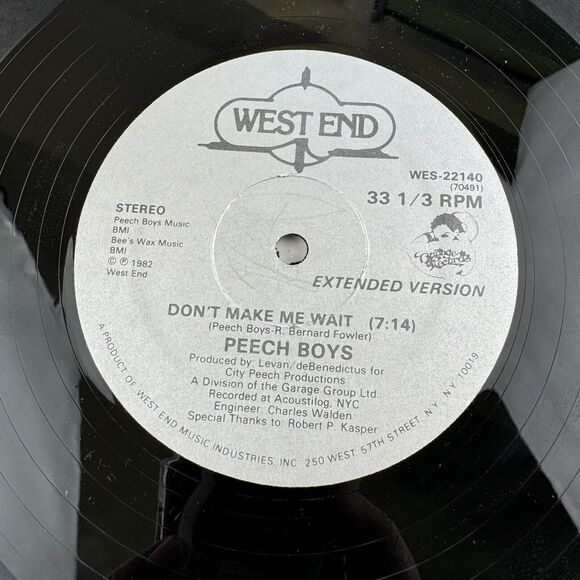 WEST END
WES-22140
(70491)
33 1/3 RPM
STEREO
Peech Boys Music
BMI
Bee's Wax Music
BMI
© ℗ 1982
West End
Garage
Records
EXTENDED VERSION
DON'T MAKE ME WAIT (7:14)
(Peech Boys-R. Bernard Fowler)
PEECH BOYS
Produced by: Levan/deBenedictus for
City Peech Productions
A Division of the Garage Group Ltd.
Recorded at Acoustilog, NYC
Engineer: Charles Walden
Special Thanks to: Robert P. Kasper
A PRODUCT OF WEST END MUSIC INDUSTRIES, INC. 250 WEST 57TH STREET, N.Y., N.Y. 10019